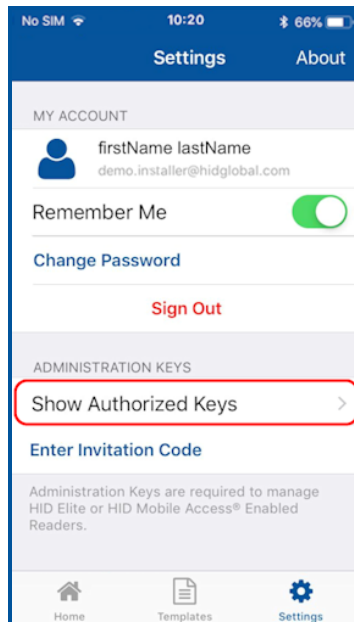 No SIM 10:20 66%
Settings About
MY ACCOUNT
firstName lastName
demo.installer@hidglobal.com
Remember Me
Change Password
Sign Out
ADMINISTRATION KEYS
Show Authorized Keys
Enter Invitation Code
Administration Keys are required to manage
HID Elite or HID Mobile Access® Enabled
Readers.
Home Templates Settings